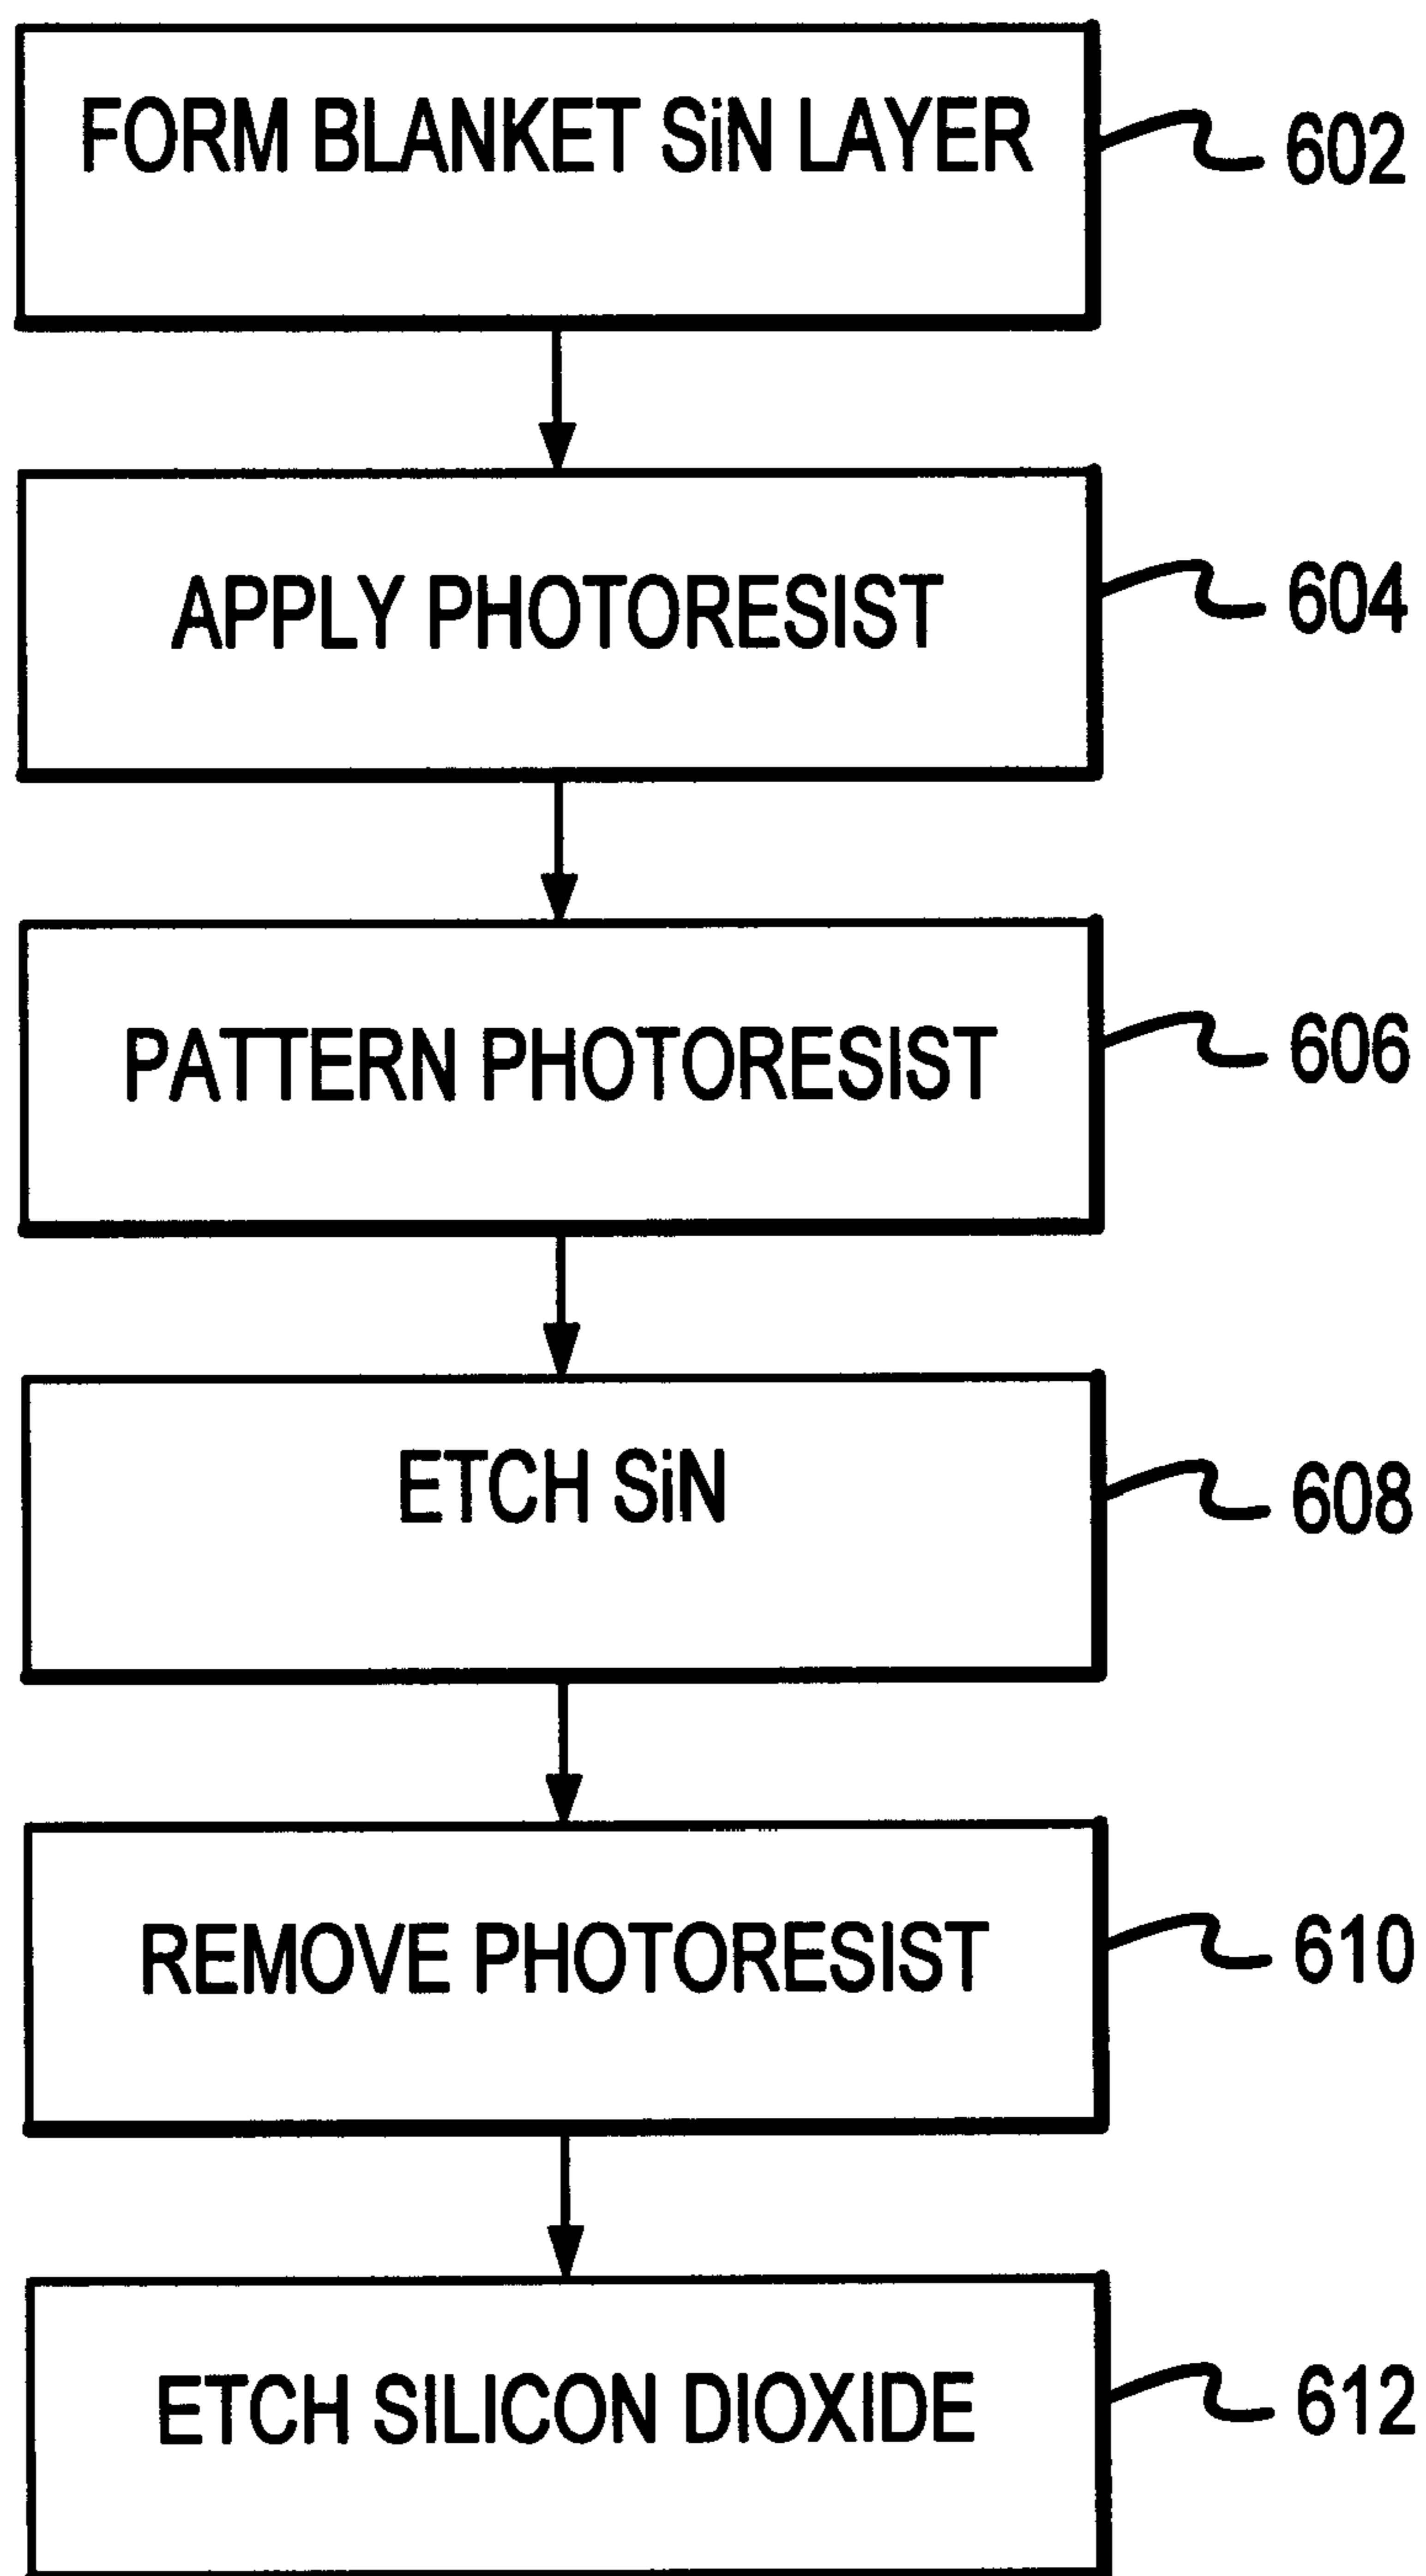 FORM BLANKET SiN LAYER
602
APPLY PHOTORESIST
604
PATTERN PHOTORESIST
606
ETCH SiN
608
REMOVE PHOTORESIST
610
ETCH SILICON DIOXIDE
612